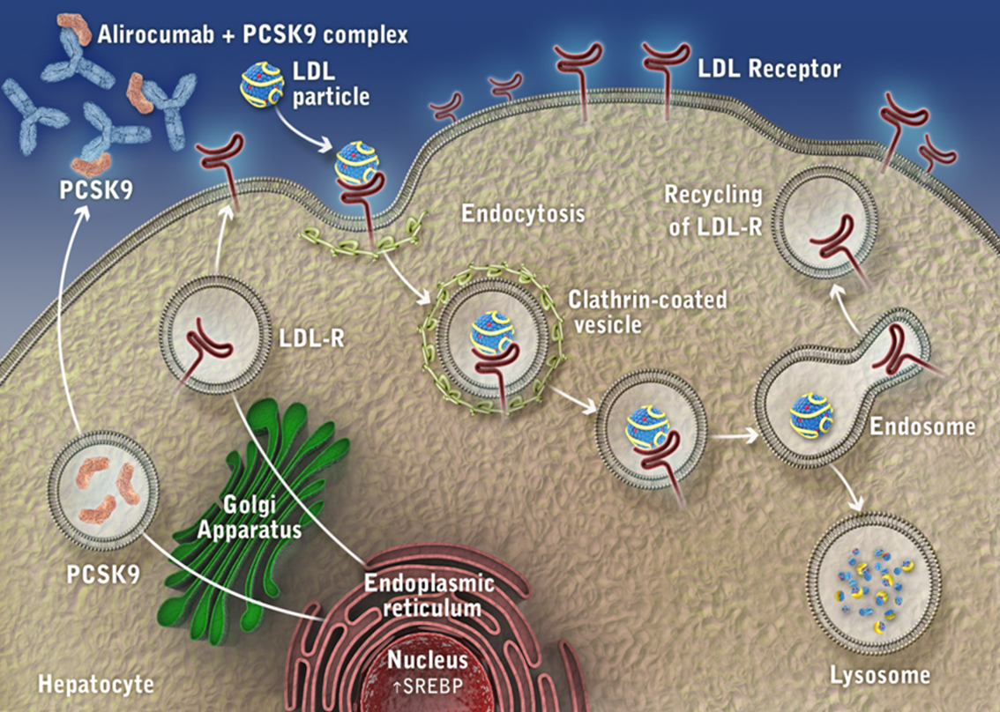 Alirocumab + PCSK9 complex
LDL
particle
LDL Receptor
PCSK9
Recycling
of LDL-R
Endocytosis
Clathrin-coated
vesicle
LDL-R
Endosome
Golgi
Apparatus
PCSK9
Endoplasmic
reticulum
Nucleus
↑SREBP
Hepatocyte
Lysosome